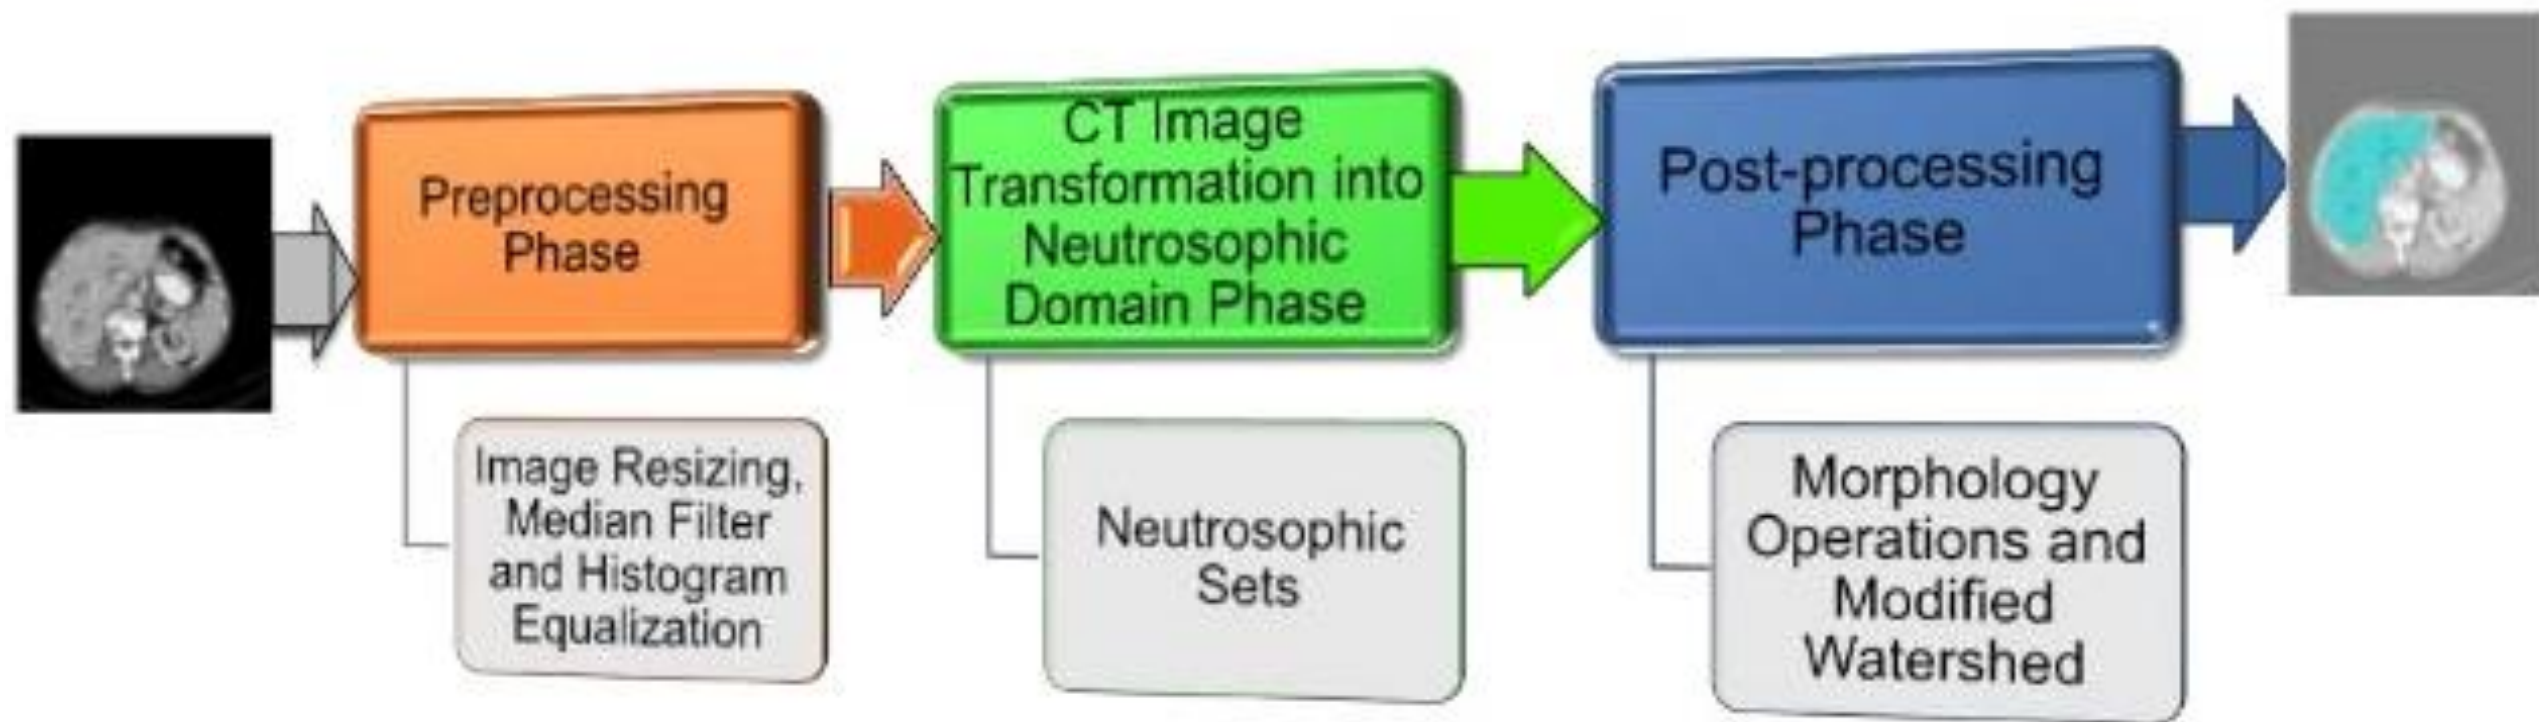 Preprocessing
Phase
CT Image
Transformation into
Neutrosophic
Domain Phase
Post-processing
Phase
Image Resizing,
Median Filter
and Histogram
Equalization
Neutrosophic
Sets
Morphology
Operations and
Modified
Watershed